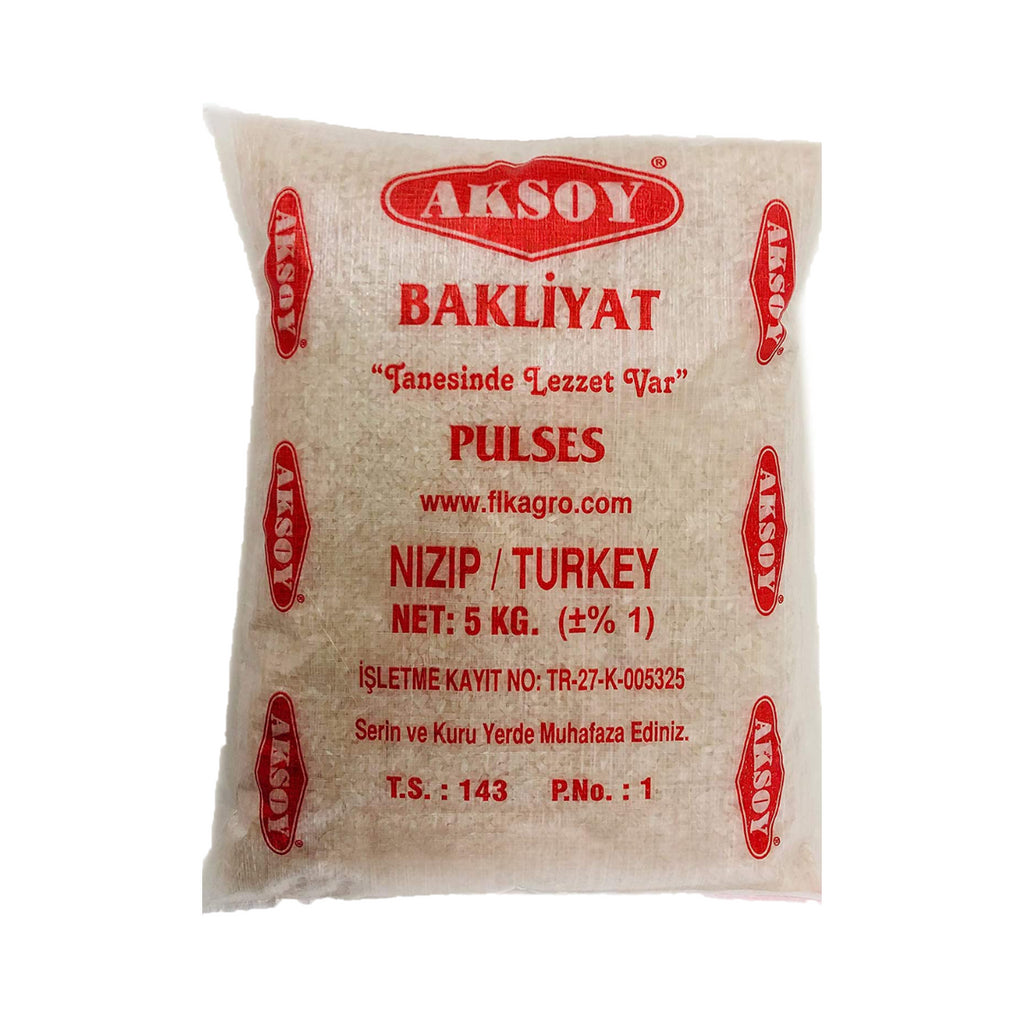 AKSOY ®
BAKLİYAT
“Tanesinde Lezzet Var”
PULSES
www.flkagro.com
NIZIP / TURKEY
NET: 5 KG. (±% 1)
İŞLETME KAYIT NO: TR-27-K-005325
Serin ve Kuru Yerde Muhafaza Ediniz.
T.S. : 143 P.No. : 1
AKSOY ®
AKSOY ®
AKSOY ®
AKSOY ®
AKSOY ®
AKSOY ®